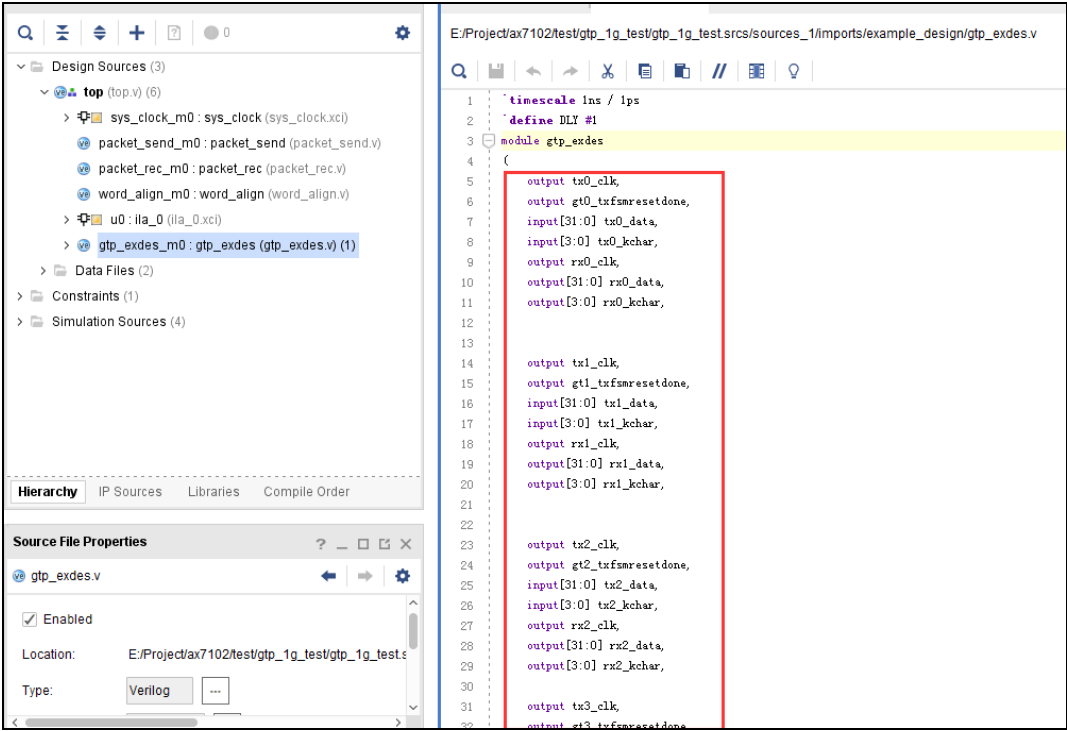 0
Design Sources (3)
top (top.v) (6)
sys_clock_m0 : sys_clock (sys_clock.xci)
packet_send_m0 : packet_send (packet_send.v)
packet_rec_m0 : packet_rec (packet_rec.v)
word_align_m0 : word_align (word_align.v)
u0 : ila_0 (ila_0.xci)
gtp_exdes_m0 : gtp_exdes (gtp_exdes.v) (1)
Data Files (2)
Constraints (1)
Simulation Sources (4)
Hierarchy IP Sources Libraries Compile Order
Source File Properties
gtp_exdes.v
Enabled
Location: E:/Project/ax7102/test/gtp_1g_test/gtp_1g_test.s
Type: Verilog ...
E:/Project/ax7102/test/gtp_1g_test/gtp_1g_test.srcs/sources_1/imports/example_design/gtp_exdes.v
1 `timescale 1ns / 1ps
2 `define DLY #1
3 module gtp_exdes
4 (
5 output tx0_clk,
6 output gt0_txfsmresetdone,
7 input[31:0] tx0_data,
8 input[3:0] tx0_kchar,
9 output rx0_clk,
10 output[31:0] rx0_data,
11 output[3:0] rx0_kchar,
12
13
14 output tx1_clk,
15 output gt1_txfsmresetdone,
16 input[31:0] tx1_data,
17 input[3:0] tx1_kchar,
18 output rx1_clk,
19 output[31:0] rx1_data,
20 output[3:0] rx1_kchar,
21
22
23 output tx2_clk,
24 output gt2_txfsmresetdone,
25 input[31:0] tx2_data,
26 input[3:0] tx2_kchar,
27 output rx2_clk,
28 output[31:0] rx2_data,
29 output[3:0] rx2_kchar,
30
31 output tx3_clk,
32 output gt3_txfsmresetdone